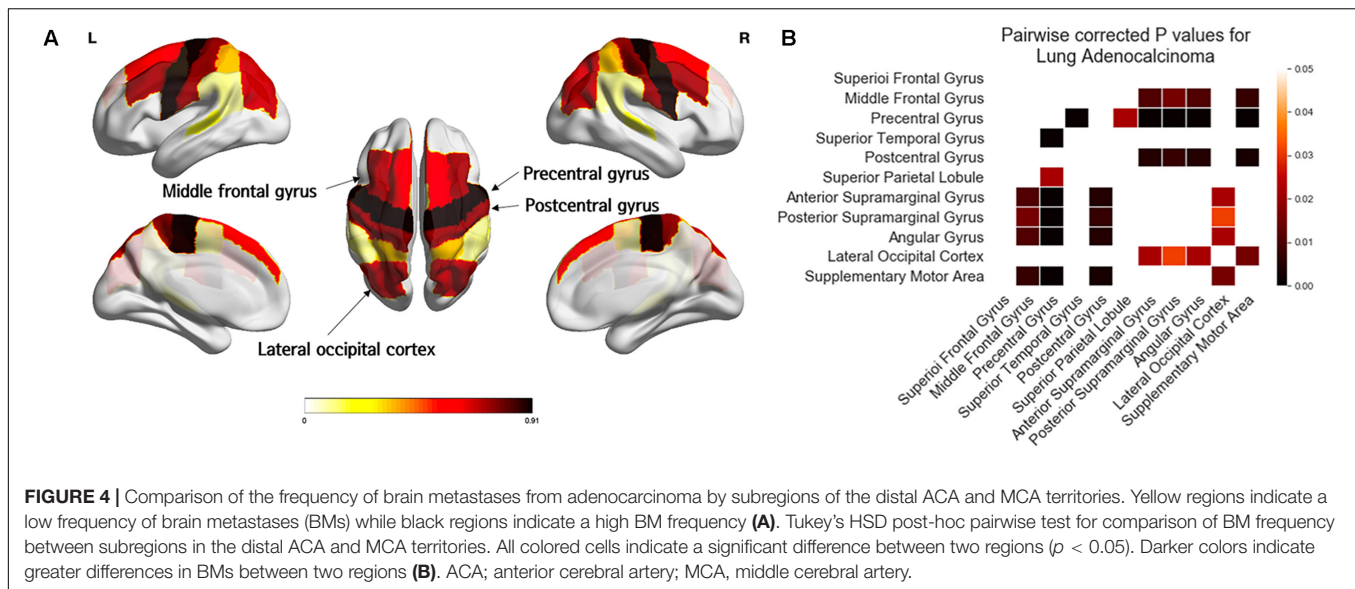 A
L
R
Middle frontal gyrus
Precentral gyrus
Postcentral gyrus
Lateral occipital cortex
0
0.91
B
Pairwise corrected P values for
Lung Adenocalcinoma
Superioi Frontal Gyrus
Middle Frontal Gyrus
Precentral Gyrus
Superior Temporal Gyrus
Postcentral Gyrus
Superior Parietal Lobule
Anterior Supramarginal Gyrus
Posterior Supramarginal Gyrus
Angular Gyrus
Lateral Occipital Cortex
Supplementary Motor Area
Superioi Frontal Gyrus
Middle Frontal Gyrus
Precentral Gyrus
Superior Temporal Gyrus
Postcentral Gyrus
Superior Parietal Lobule
Anterior Supramarginal Gyrus
Posterior Supramarginal Gyrus
Angular Gyrus
Lateral Occipital Cortex
Supplementary Motor Area
0.05
0.04
0.03
0.02
0.01
0.00
FIGURE 4 | Comparison of the frequency of brain metastases from adenocarcinoma by subregions of the distal ACA and MCA territories. Yellow regions indicate a
low frequency of brain metastases (BMs) while black regions indicate a high BM frequency (A). Tukey's HSD post-hoc pairwise test for comparison of BM frequency
between subregions in the distal ACA and MCA territories. All colored cells indicate a significant difference between two regions (p < 0.05). Darker colors indicate
greater differences in BMs between two regions (B). ACA; anterior cerebral artery; MCA, middle cerebral artery.